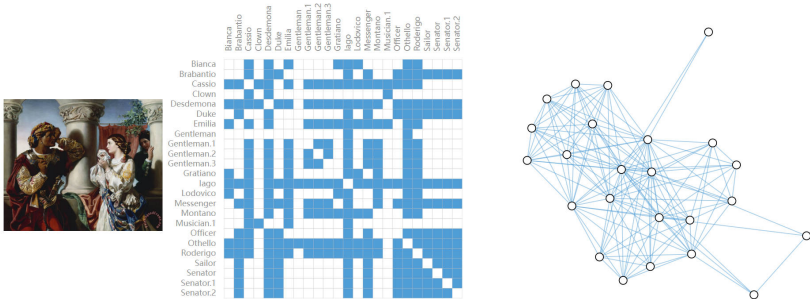 Bianca
Brabantio
Cassio
Clown
Desdemona
Duke
Emilia
Gentleman
Gentleman.1
Gentleman.2
Gentleman.3
Gratiano
Iago
Lodovico
Messenger
Montano
Musician.1
Officer
Othello
Roderigo
Sailor
Senator
Senator.1
Senator.2
Bianca
Brabantio
Cassio
Clown
Desdemona
Duke
Emilia
Gentleman
Gentleman.1
Gentleman.2
Gentleman.3
Gratiano
Iago
Lodovico
Messenger
Montano
Musician.1
Officer
Othello
Roderigo
Sailor
Senator
Senator.1
Senator.2